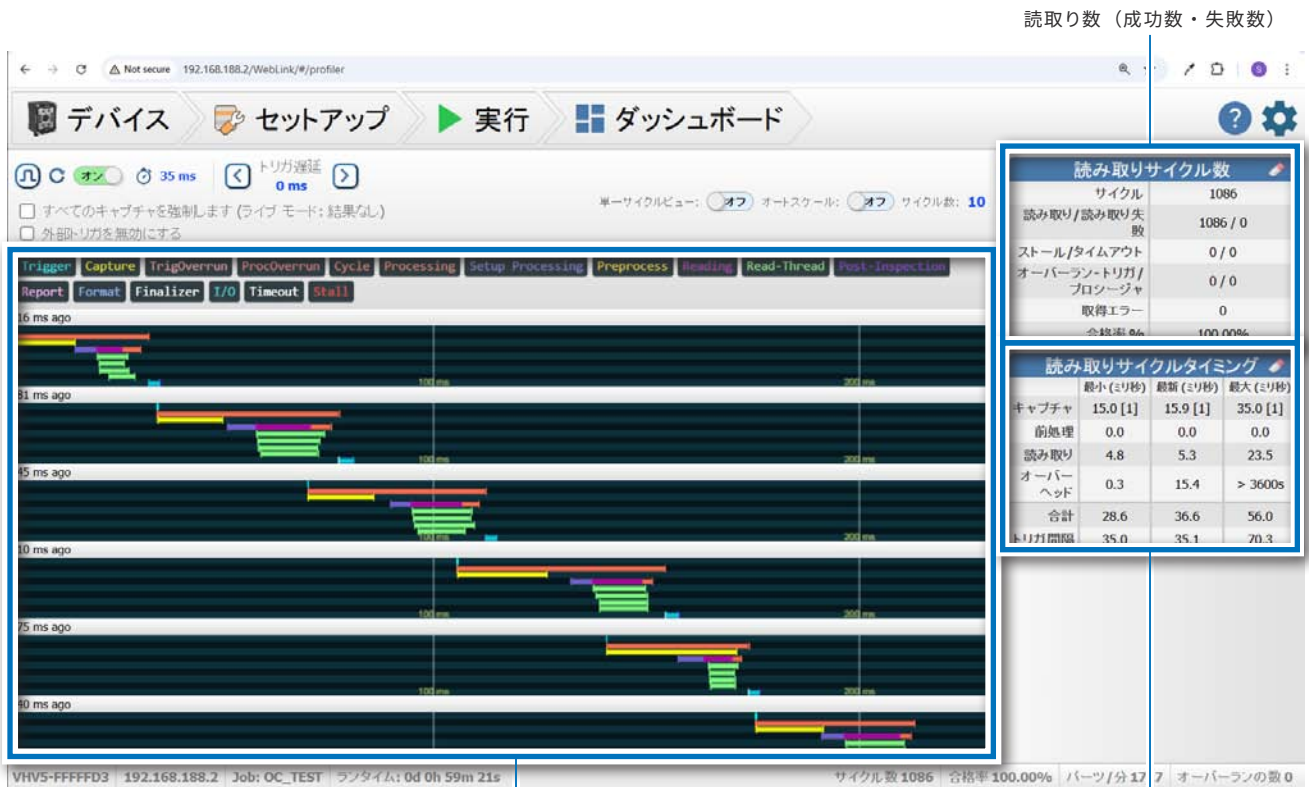 読取り数（成功数・失敗数）
Not secure 192.168.188.2/WebLink/#/profiler
デバイス セットアップ 実行 ダッシュボード
オン 35 ms トリガ遅延
0 ms
すべてのキャプチャを強制します (ライブ モード: 結果なし)
外部トリガを無効にする
単一サイクルビュー: オフ オートスケール: オフ サイクル数: 10
Trigger Capture TrigOverrun ProcOverrun Cycle Processing Setup Processing Preprocess Reading Read-Thread Post-Inspection
Report Format Finalizer I/O Timeout Stall
16 ms ago
100 ms 200 ms
81 ms ago
100 ms 200 ms
45 ms ago
100 ms 200 ms
10 ms ago
100 ms 200 ms
75 ms ago
100 ms 200 ms
40 ms ago
読み取りサイクル数
サイクル 1086
読み取り/読み取り失敗 1086 / 0
ストール/タイムアウト 0 / 0
オーバーラン-トリガ/プロシージャ 0 / 0
取得エラー 0
合格率 % 100.00%
読み取りサイクルタイミング
最小 (ミリ秒) 最新 (ミリ秒) 最大 (ミリ秒)
キャプチャ 15.0 [1] 15.9 [1] 35.0 [1]
前処理 0.0 0.0 0.0
読み取り 4.8 5.3 23.5
オーバーヘッド 0.3 15.4 > 3600s
合計 28.6 36.6 56.0
トリガ間隔 35.0 35.1 70.3
VHV5-FFFFFD3 192.168.188.2 Job: OC_TEST ランタイム: 0d 0h 59m 21s サイクル数 1086 合格率 100.00% パーツ/分 オーバーランの数 0